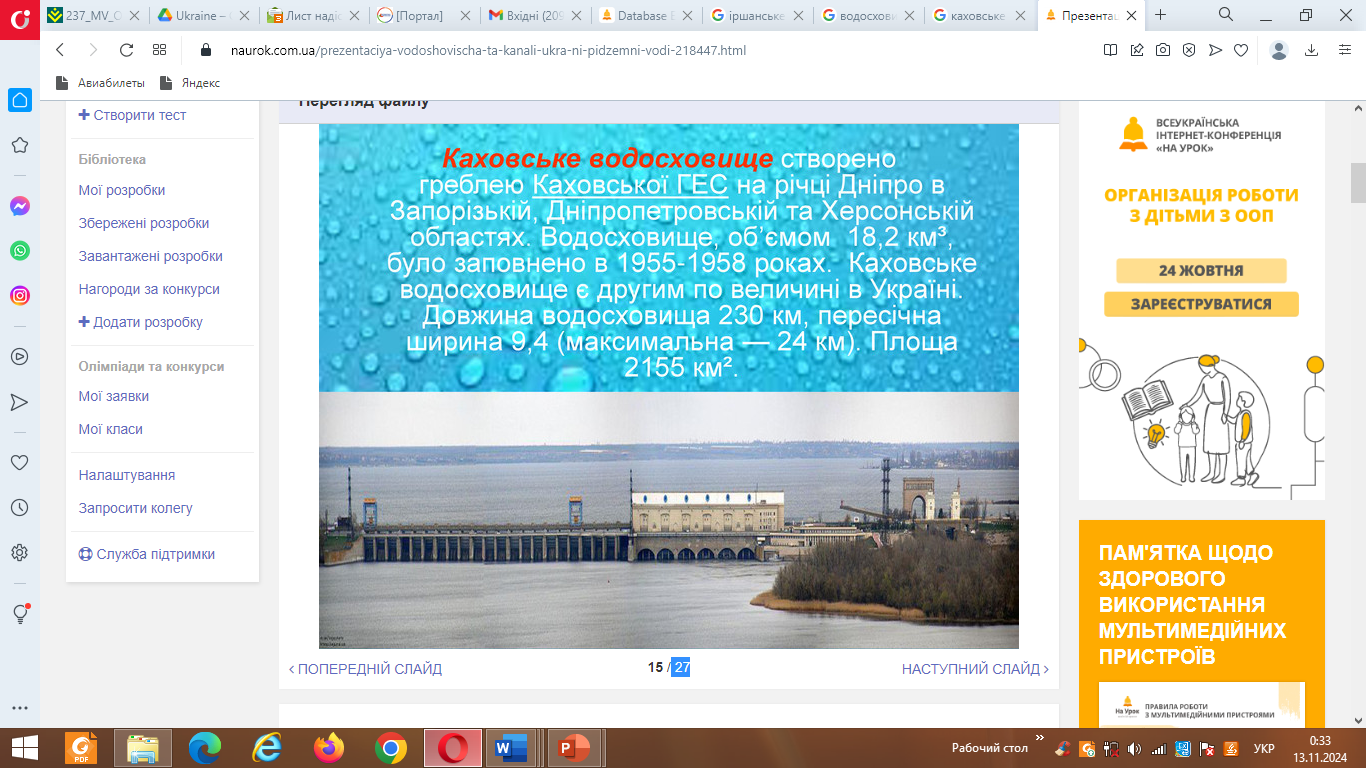 237_MV_Q
Ukraine –
Лист надіс
[Портал]
Вхідні (209
Database
іршанське
водосхови
каховське
Презентац
naurok.com.ua/prezentaciya-vodoshovischa-ta-kanali-ukra-ni-pidzemni-vodi-218447.html
Авиабилеты
Яндекс
Створити тест
Бібліотека
Мої розробки
Збережені розробки
Завантажені розробки
Нагороди за конкурси
Додати розробку
Олімпіади та конкурси
Мої заявки
Мої класи
Налаштування
Запросити колегу
Служба підтримки
Перегляд файлу
Каховське водосховище створено
греблею Каховської ГЕС на річці Дніпро в
Запорізькій, Дніпропетровській та Херсонській
областях. Водосховище, об’ємом 18,2 км³,
було заповнено в 1955-1958 роках. Каховське
водосховище є другим по величині в Україні.
Довжина водосховища 230 км, пересічна
ширина 9,4 (максимальна — 24 км). Площа
2155 км².
‹ ПОПЕРЕДНІЙ СЛАЙД
15 / 27
НАСТУПНИЙ СЛАЙД ›
ВСЕУКРАЇНСЬКА
ІНТЕРНЕТ-КОНФЕРЕНЦІЯ
«НА УРОК»
ОРГАНІЗАЦІЯ РОБОТИ
З ДІТЬМИ З ООП
24 ЖОВТНЯ
ЗАРЕЄСТРУВАТИСЯ
ПАМ'ЯТКА ЩОДО
ЗДОРОВОГО
ВИКОРИСТАННЯ
МУЛЬТИМЕДІЙНИХ
ПРИСТРОЇВ
На Урок
ПРАВИЛА РОБОТИ
З МУЛЬТИМЕДІЙНИМИ ПРИСТРОЯМИ
PDF
Рабочий стол
УКР
0:33
13.11.2024